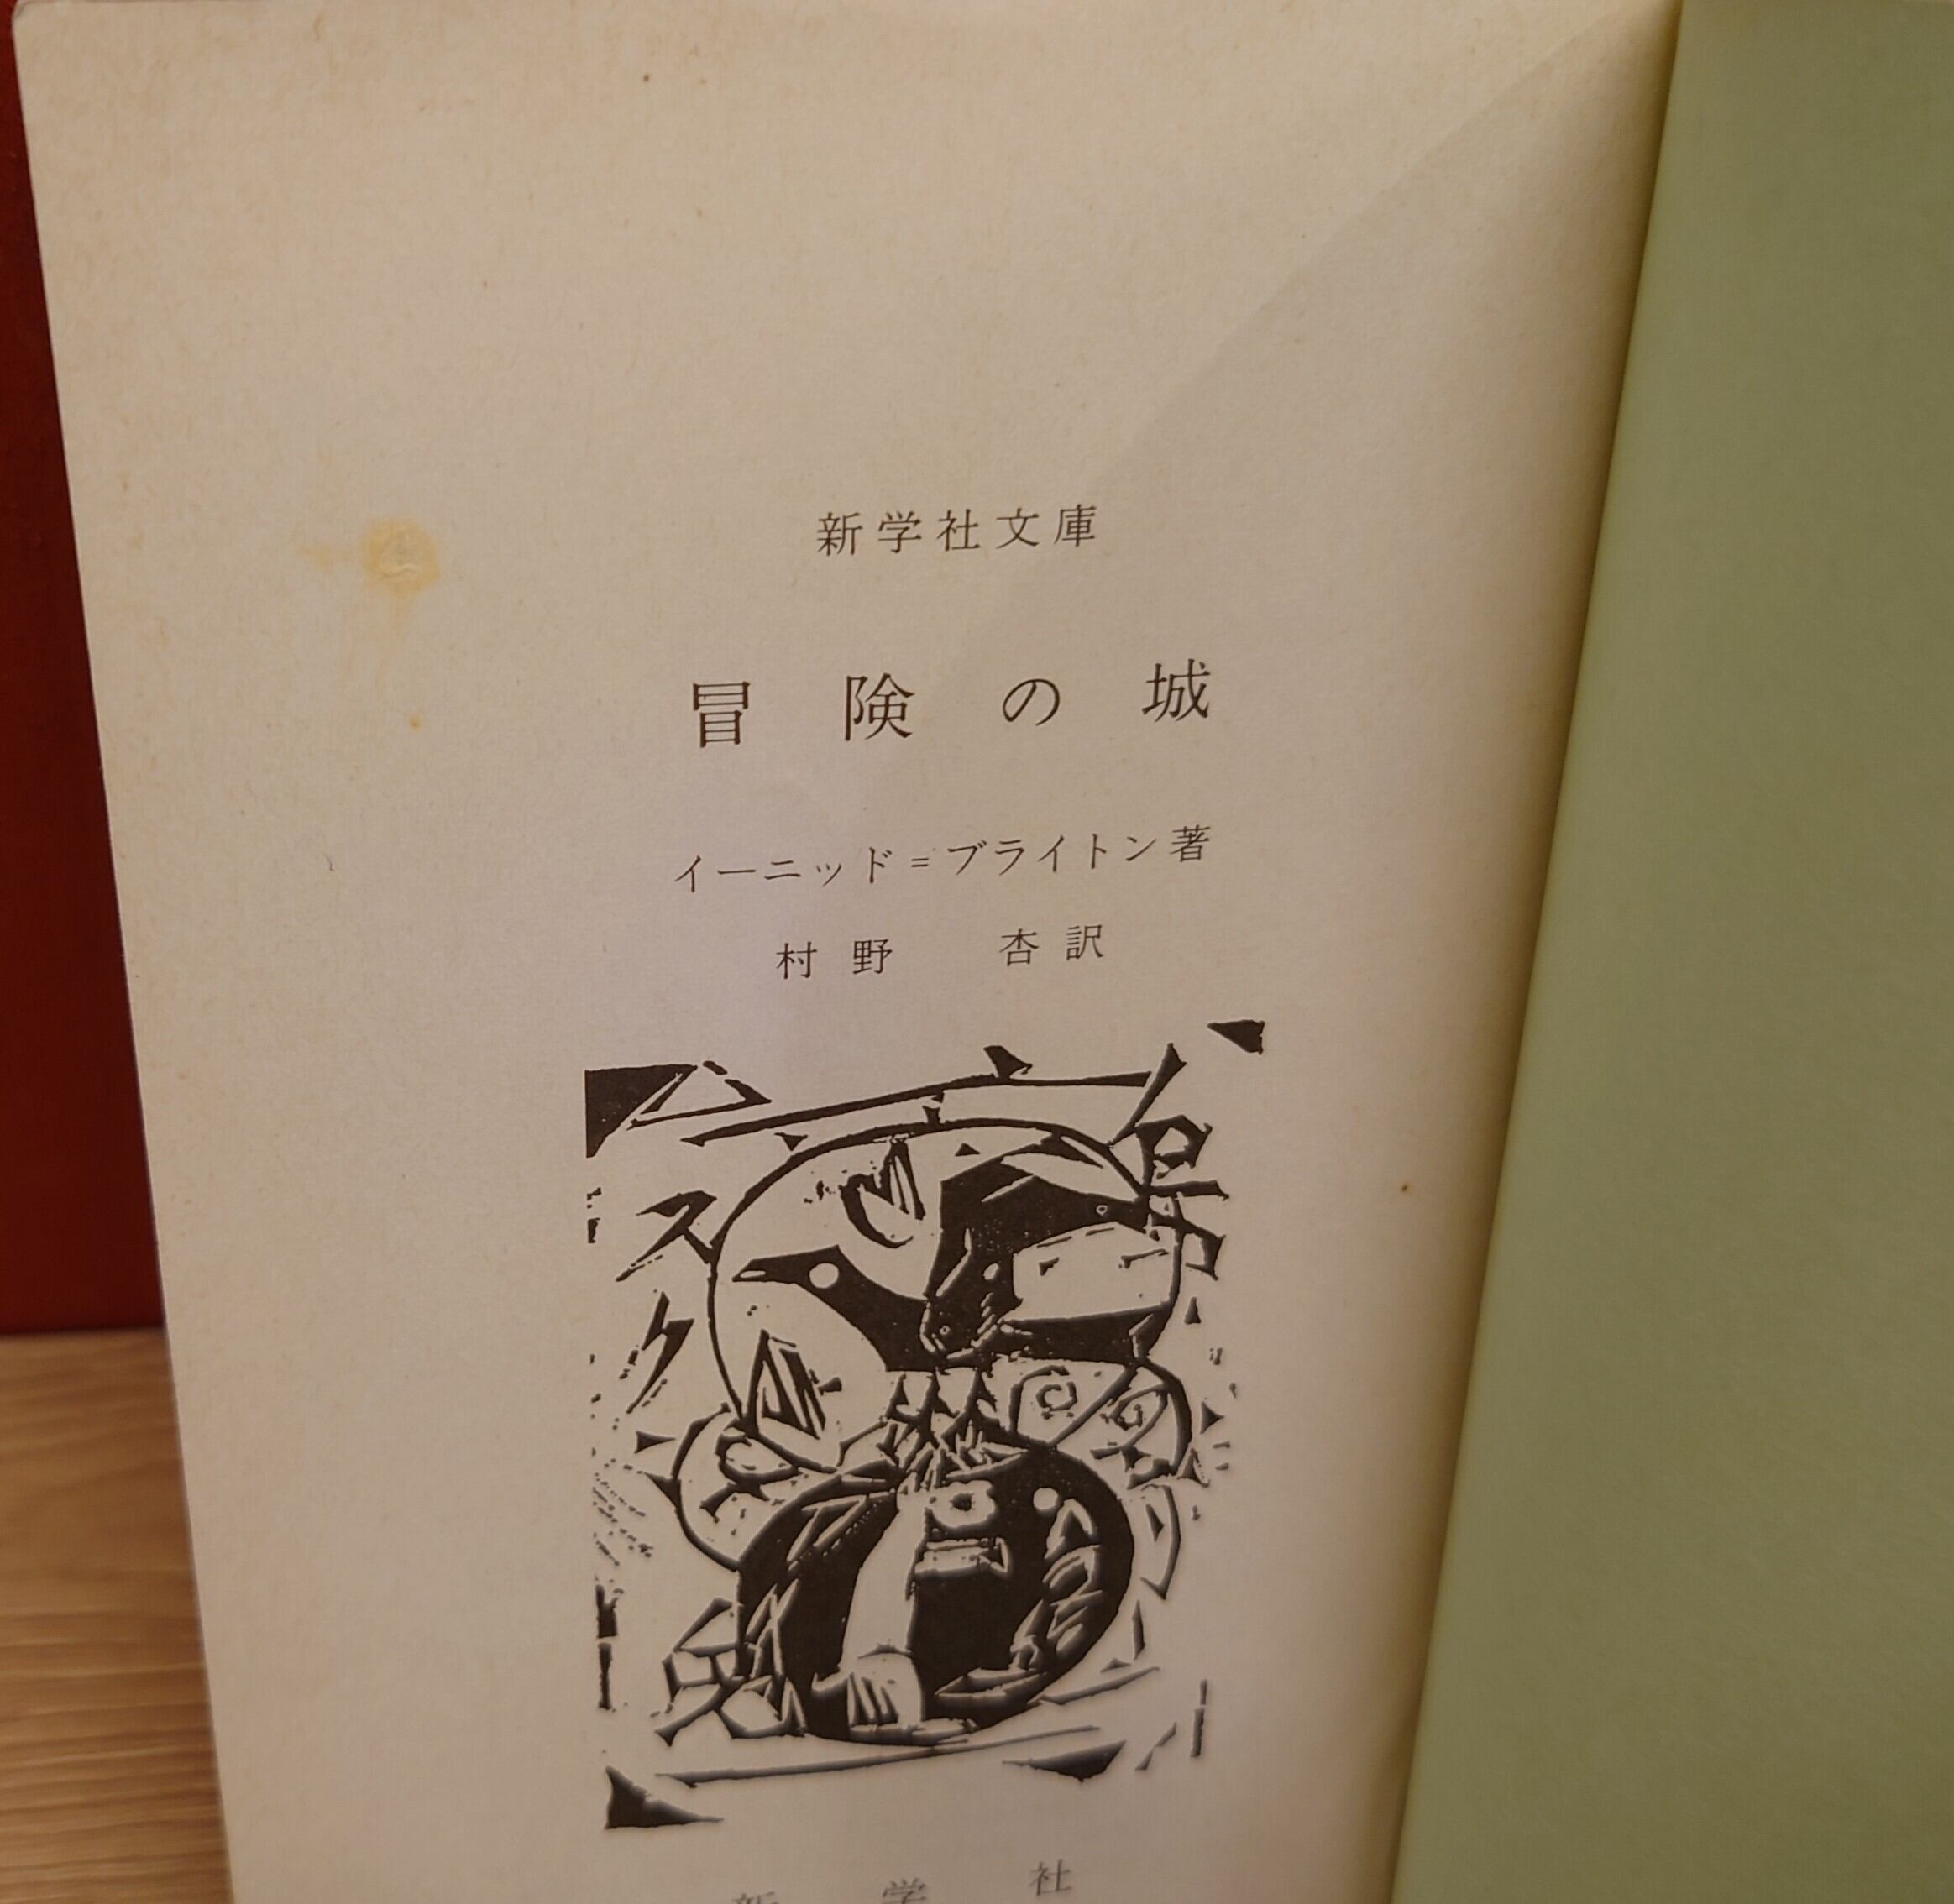 新学社文庫
冒険の城
イーニッド=ブライトン著
村野 杏訳
新学社